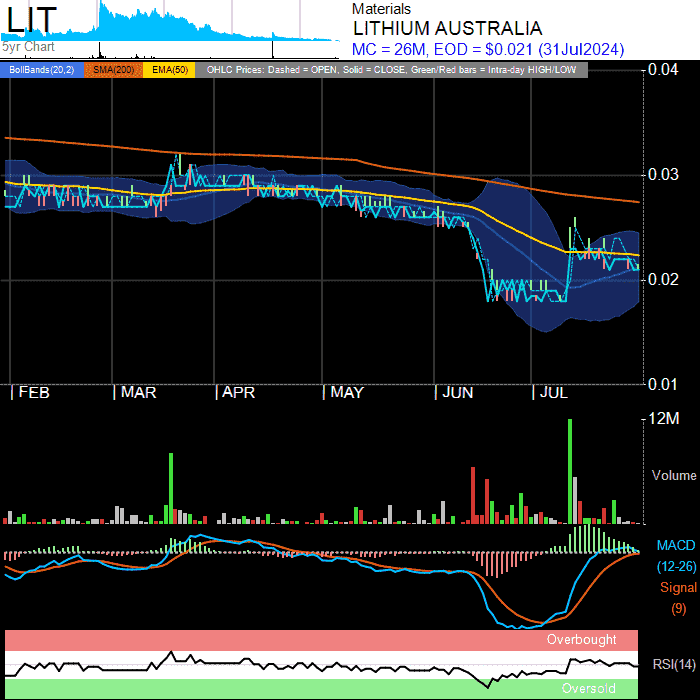 LIT
Materials
LITHIUM AUSTRALIA
5yr Chart
MC = 26M, EOD = $0.021 (31Jul2024)
BollBands(20,2) SMA(200) EMA(50) OHLC Prices: Dashed = OPEN, Solid = CLOSE, Green/Red bars = Intra-day HIGH/LOW
0.04
0.03
0.02
0.01
FEB MAR APR MAY JUN JUL
12M
Volume
MACD
(12-26)
Signal
(9)
Overbought
RSI(14)
Oversold